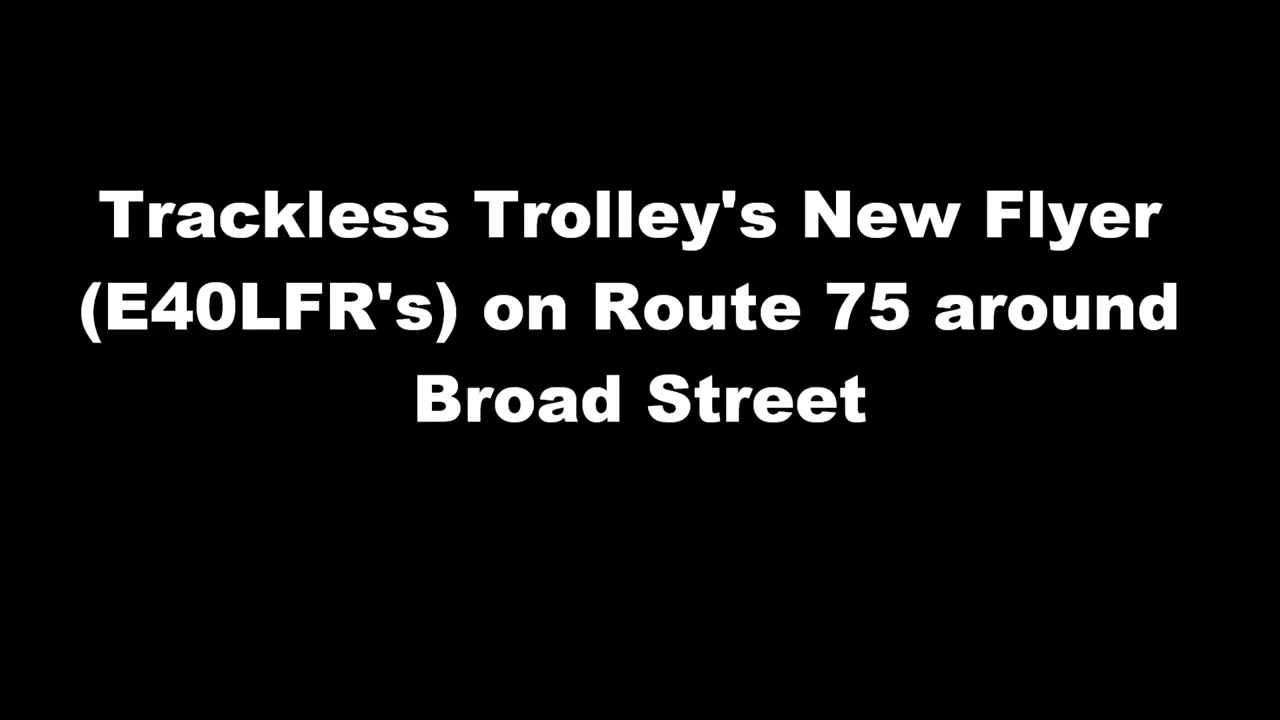 Trackless Trolley's New Flyer
(E40LFR's) on Route 75 around
Broad Street